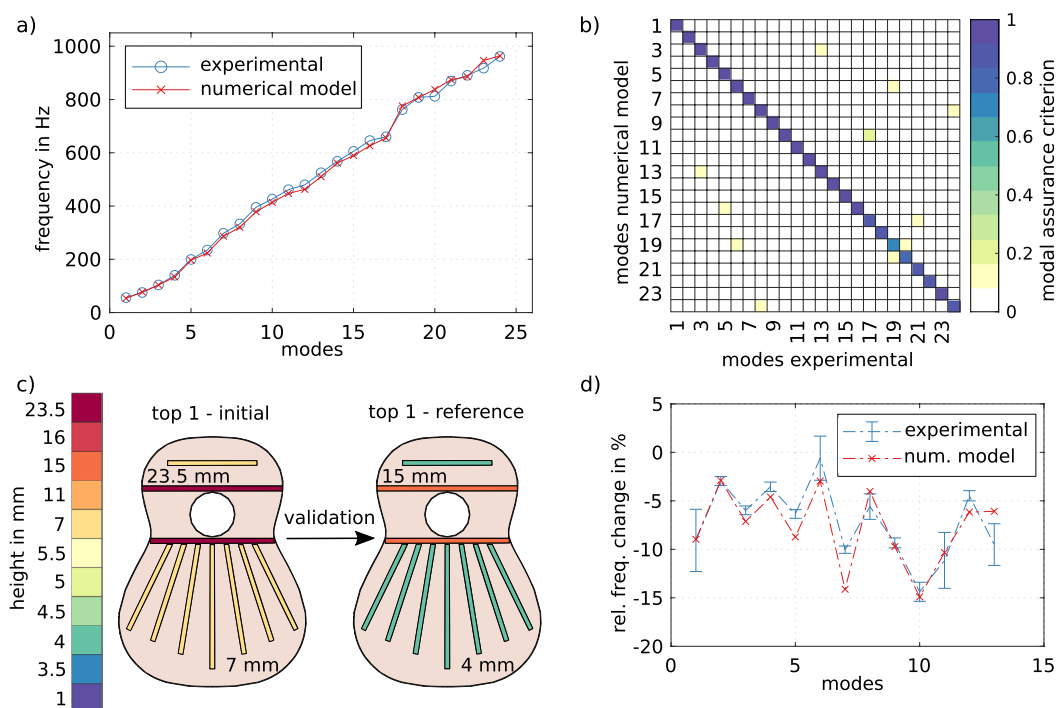 a)
1000
800
600
400
200
0
frequency in Hz
experimental
numerical model
0 5 10 15 20 25
modes
b)
1
3
5
7
9
11
13
15
17
19
21
23
modes numerical model
1 3 5 7 9 11 13 15 17 19 21 23
modes experimental
1
0.8
0.6
0.4
0.2
0
modal assurance criterion
c)
23.5
16
15
11
7
5.5
5
4.5
4
3.5
1
height in mm
top 1 - initial
23.5 mm
7 mm
validation
top 1 - reference
15 mm
4 mm
d)
5
0
-5
-10
-15
-20
rel. freq. change in %
experimental
num. model
0 5 10 15
modes